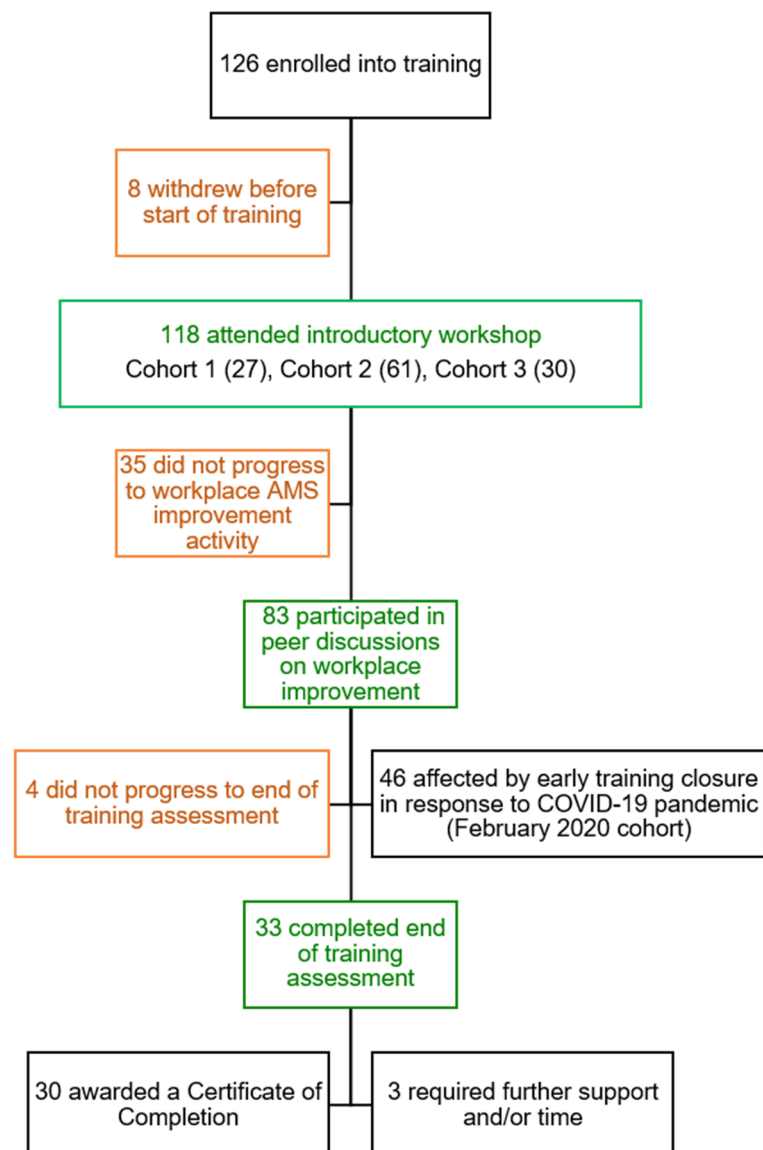 126 enrolled into training
8 withdrew before
start of training
118 attended introductory workshop
Cohort 1 (27), Cohort 2 (61), Cohort 3 (30)
35 did not progress
to workplace AMS
improvement
activity
83 participated in
peer discussions
on workplace
improvement
4 did not progress to end of
training assessment
46 affected by early training closure
in response to COVID-19 pandemic
(February 2020 cohort)
33 completed end
of training
assessment
30 awarded a Certificate of
Completion
3 required further support
and/or time